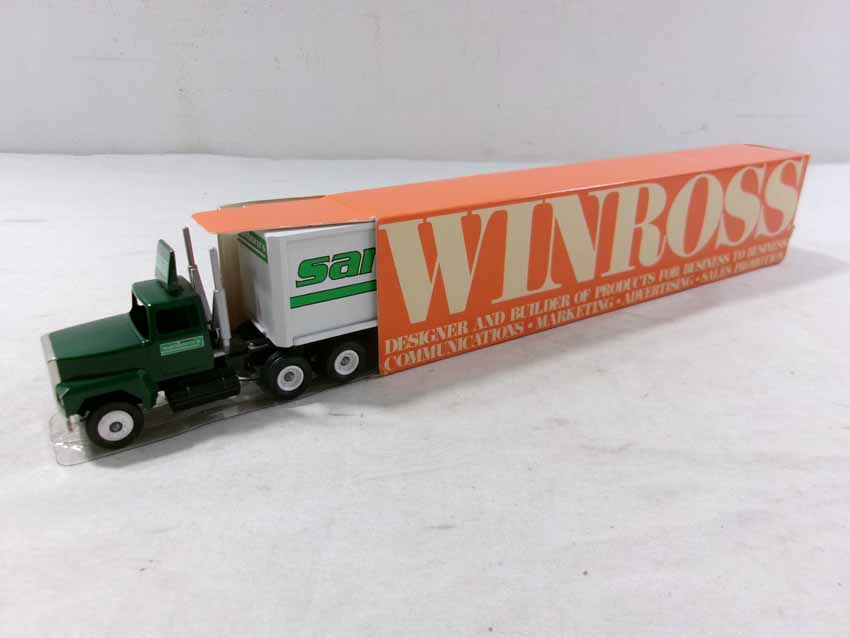 san
WINROSS
DESIGNER AND BUILDER OF PRODUCTS FOR BUSINESS TO BUSINESS
COMMUNICATIONS • MARKETING • ADVERTISING • SALES PROMOTION